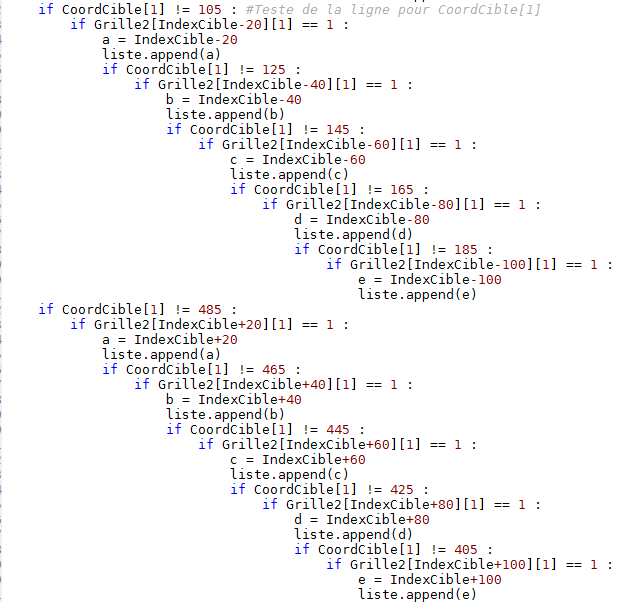 if CoordCible[1] != 105 : #Teste de la ligne pour CoordCible[1]
if Grille2[IndexCible-20][1] == 1 :
a = IndexCible-20
liste.append(a)
if CoordCible[1] != 125 :
if Grille2[IndexCible-40][1] == 1 :
b = IndexCible-40
liste.append(b)
if CoordCible[1] != 145 :
if Grille2[IndexCible-60][1] == 1 :
c = IndexCible-60
liste.append(c)
if CoordCible[1] != 165 :
if Grille2[IndexCible-80][1] == 1 :
d = IndexCible-80
liste.append(d)
if CoordCible[1] != 185 :
if Grille2[IndexCible-100][1] == 1 :
e = IndexCible-100
liste.append(e)
if CoordCible[1] != 485 :
if Grille2[IndexCible+20][1] == 1 :
a = IndexCible+20
liste.append(a)
if CoordCible[1] != 465 :
if Grille2[IndexCible+40][1] == 1 :
b = IndexCible+40
liste.append(b)
if CoordCible[1] != 445 :
if Grille2[IndexCible+60][1] == 1 :
c = IndexCible+60
liste.append(c)
if CoordCible[1] != 425 :
if Grille2[IndexCible+80][1] == 1 :
d = IndexCible+80
liste.append(d)
if CoordCible[1] != 405 :
if Grille2[IndexCible+100][1] == 1 :
e = IndexCible+100
liste.append(e)